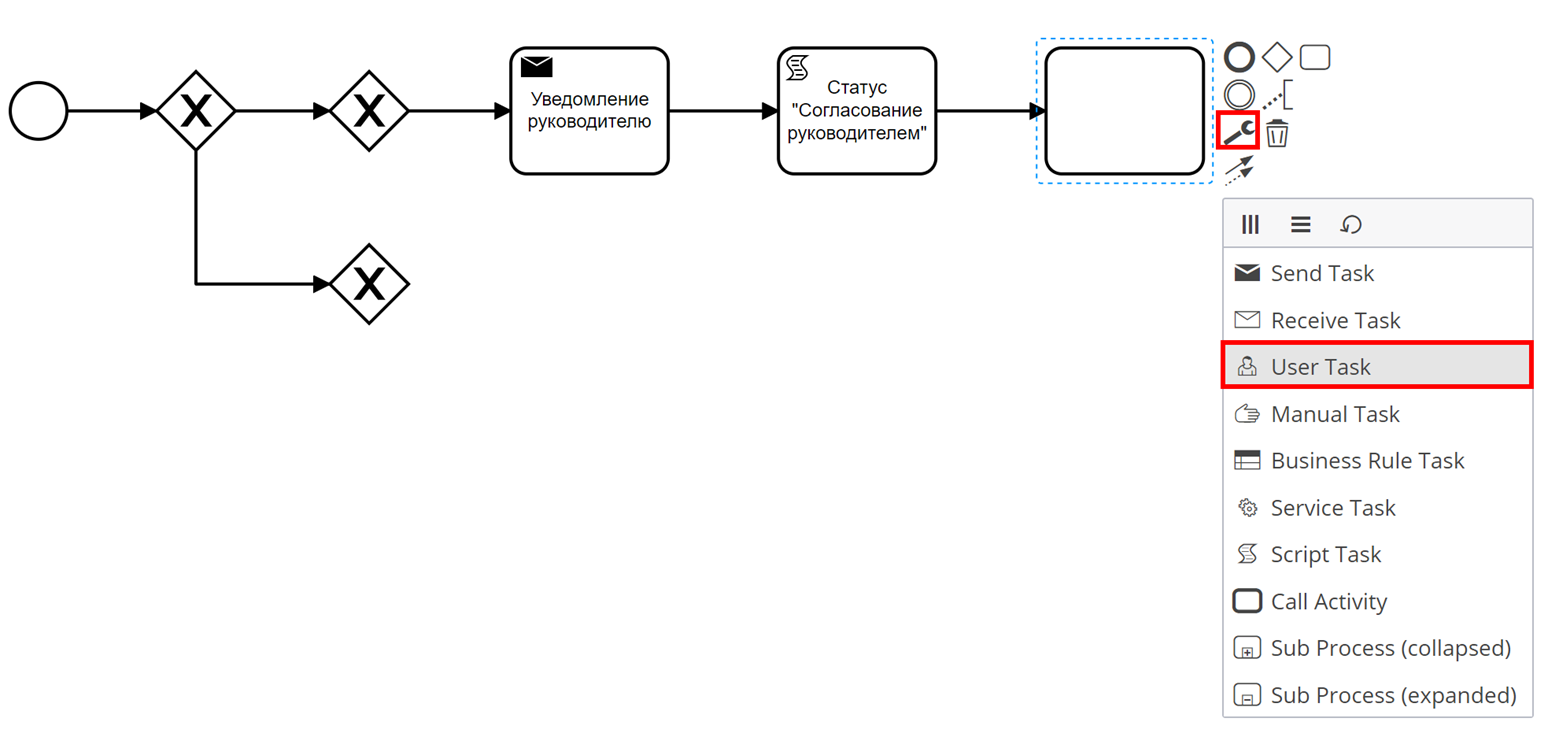 Уведомление
руководителю
Статус
"Согласование
руководителем"
Send Task
Receive Task
User Task
Manual Task
Business Rule Task
Service Task
Script Task
Call Activity
Sub Process (collapsed)
Sub Process (expanded)